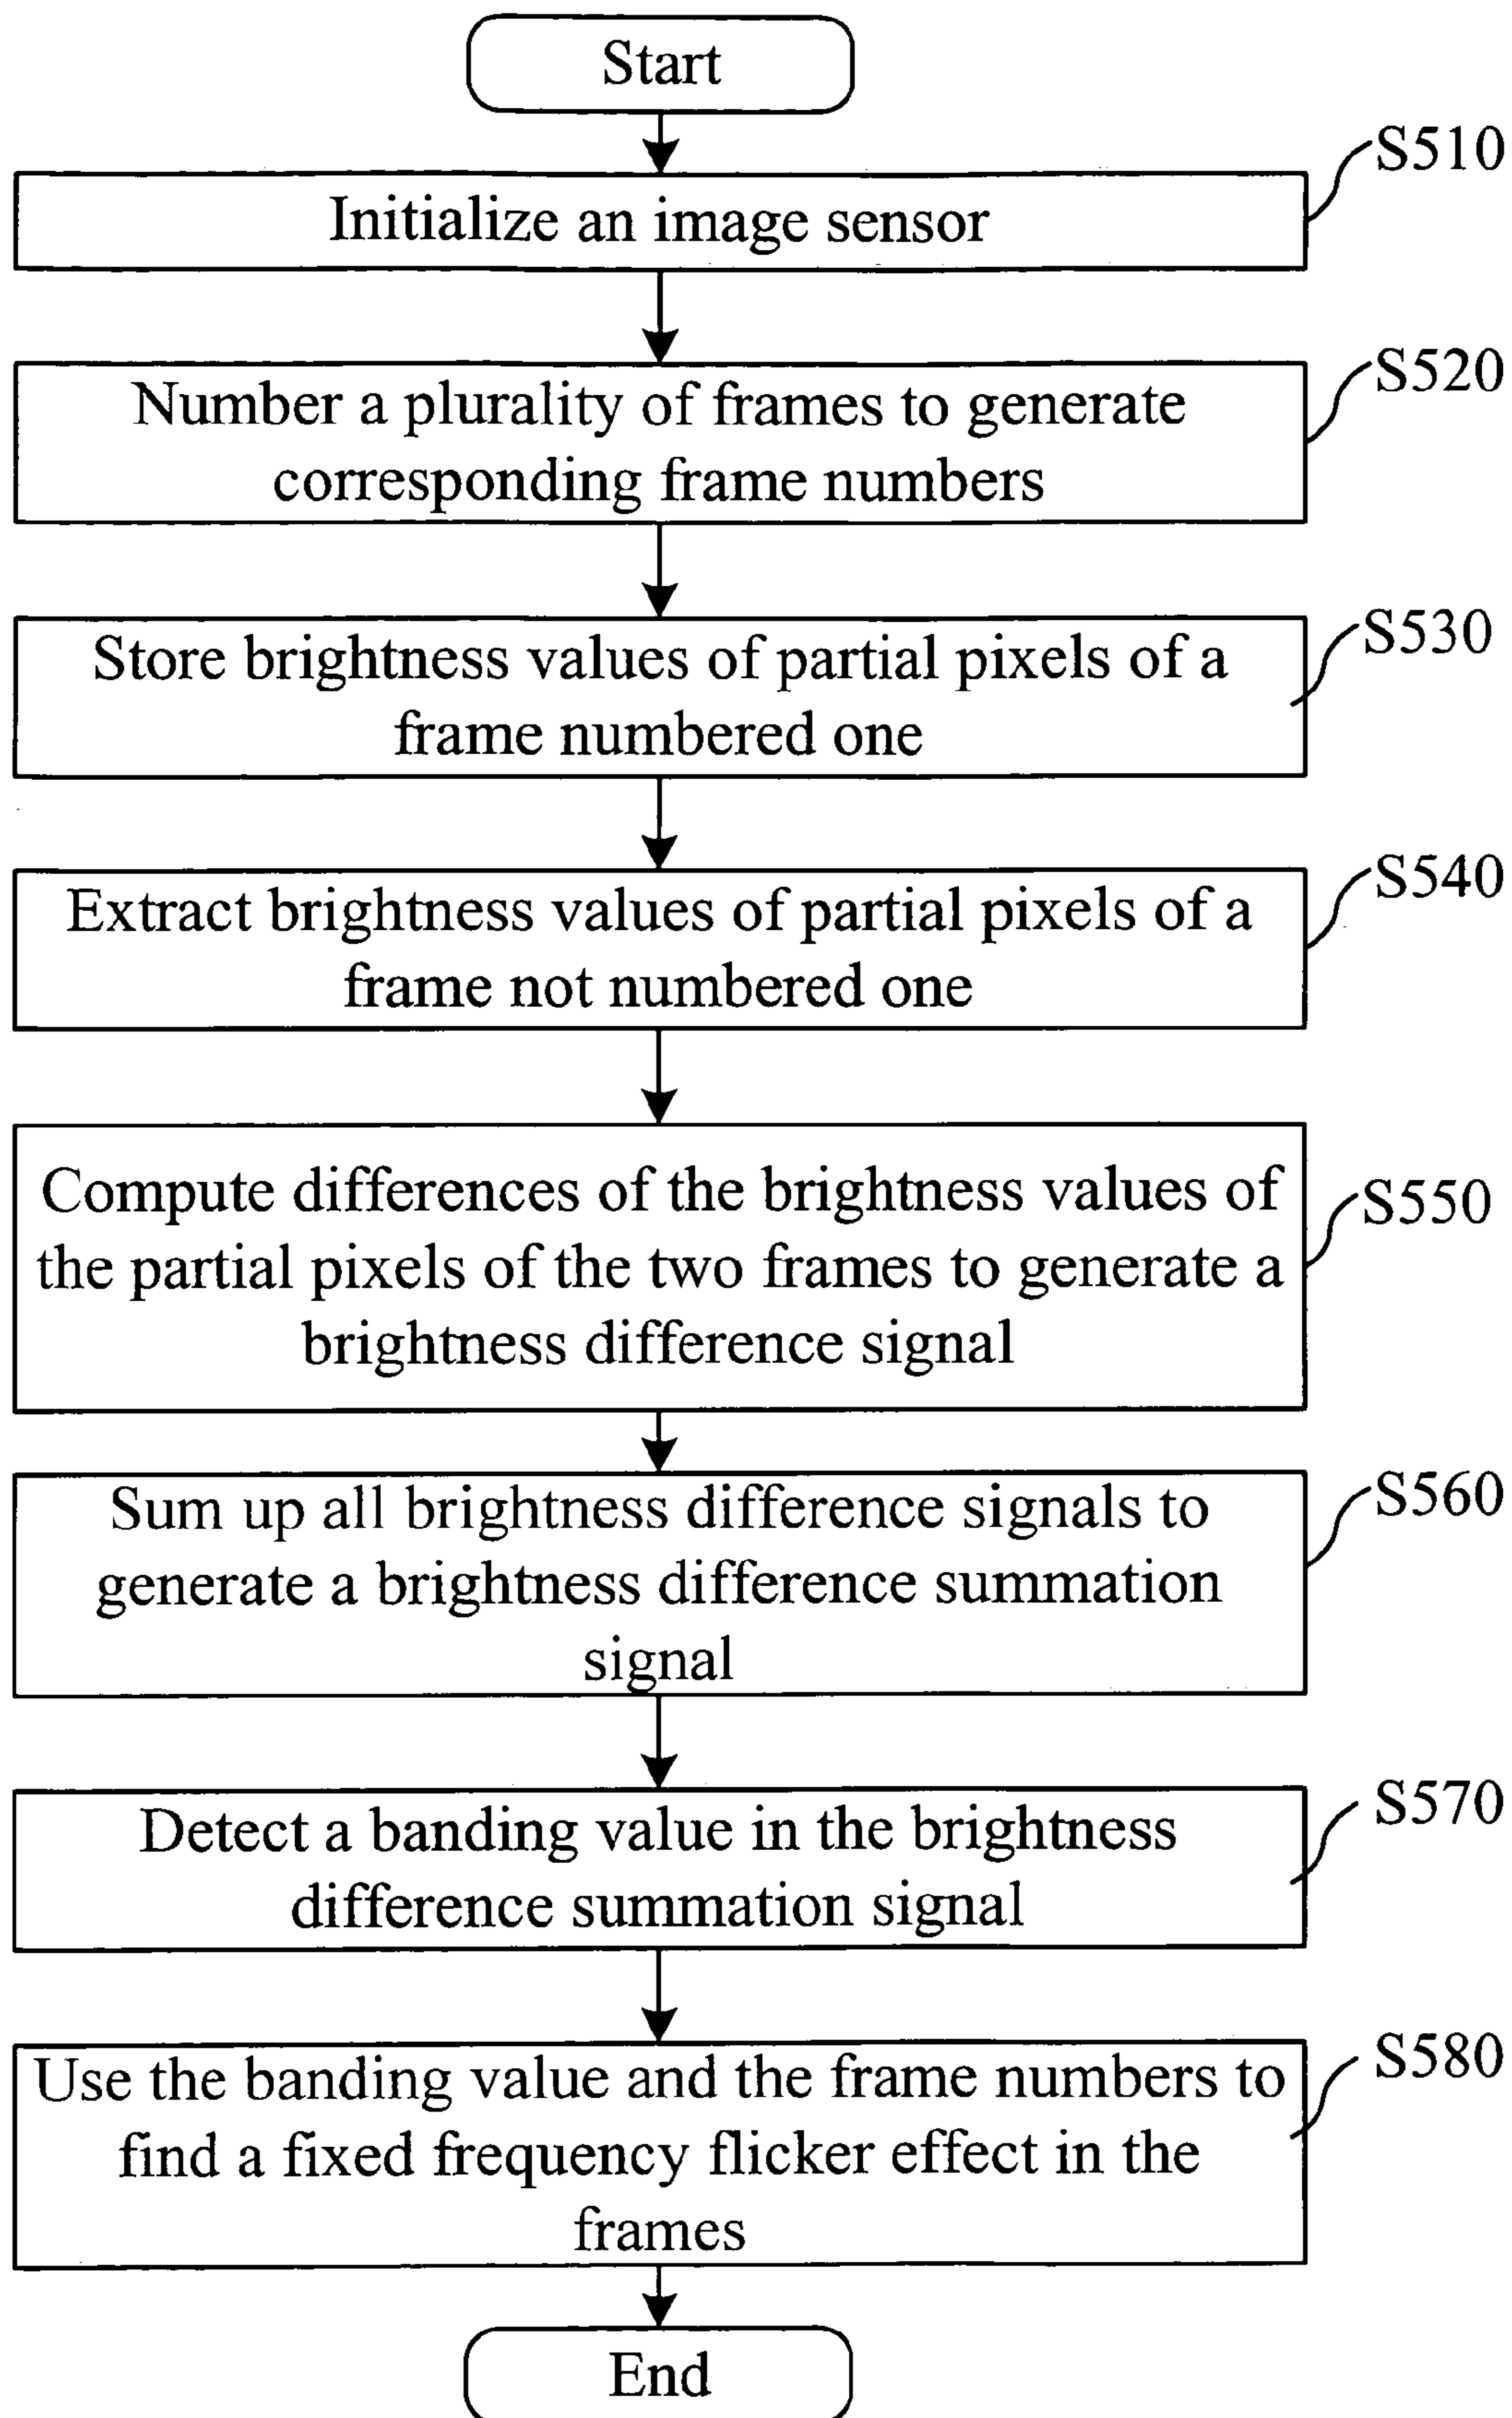 Start
S510
Initialize an image sensor
S520
Number a plurality of frames to generate
corresponding frame numbers
S530
Store brightness values of partial pixels of a
frame numbered one
S540
Extract brightness values of partial pixels of a
frame not numbered one
S550
Compute differences of the brightness values of
the partial pixels of the two frames to generate a
brightness difference signal
S560
Sum up all brightness difference signals to
generate a brightness difference summation
signal
S570
Detect a banding value in the brightness
difference summation signal
S580
Use the banding value and the frame numbers to
find a fixed frequency flicker effect in the
frames
End